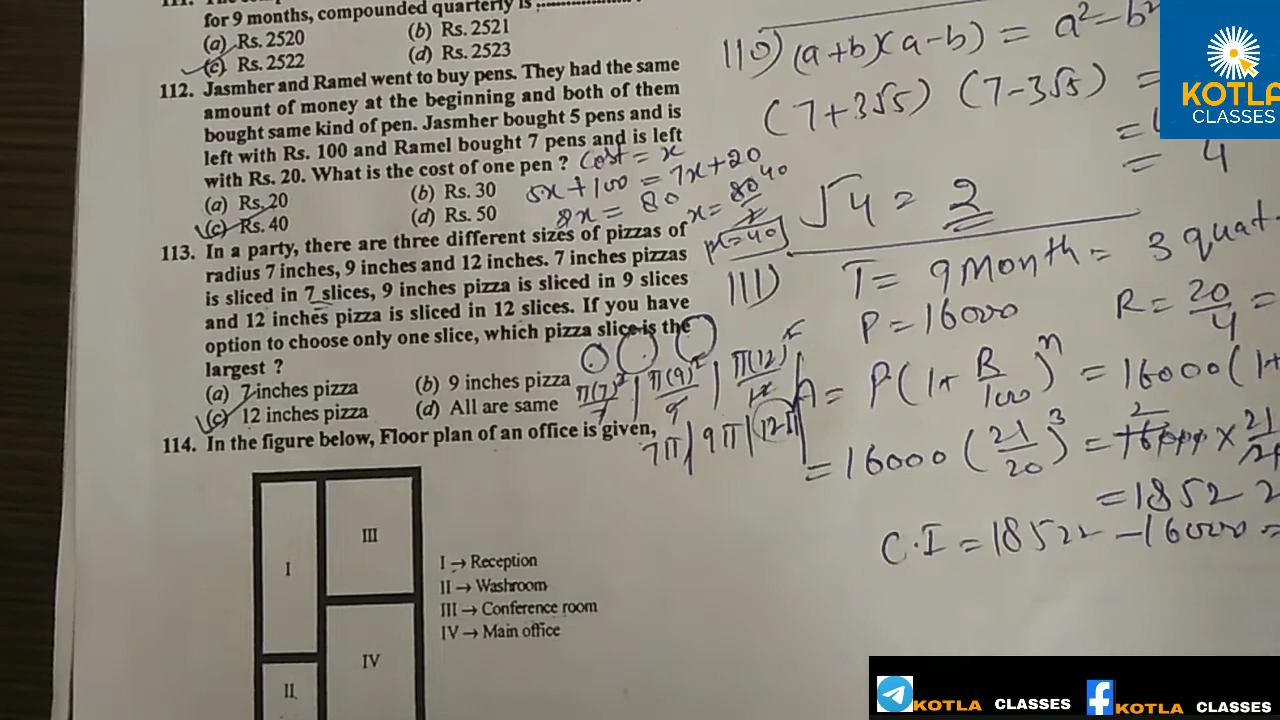 for 9 months, compounded quarterly is
(a) Rs. 2520 (b) Rs. 2521
(c) Rs. 2522 (d) Rs. 2523
112. Jasmher and Ramel went to buy pens. They had the same
amount of money at the beginning and both of them
bought same kind of pen. Jasmher bought 5 pens and is
left with Rs. 100 and Ramel bought 7 pens and is left
with Rs. 20. What is the cost of one pen ?
(a) Rs. 20 (b) Rs. 30
(c) Rs. 40 (d) Rs. 50
Cost = x
5x + 100 = 7x + 20
x = 80
40
113. In a party, there are three different sizes of pizzas of
radius 7 inches, 9 inches and 12 inches. 7 inches pizzas
is sliced in 7 slices, 9 inches pizza is sliced in 9 slices
and 12 inches pizza is sliced in 12 slices. If you have
option to choose only one slice, which pizza slice is the
largest ?
(a) 7 inches pizza (b) 9 inches pizza
(c) 12 inches pizza (d) All are same
π(7)²/7 | π(9)²/9 | π(12)²/12
7π | 9π | 12π
114. In the figure below, Floor plan of an office is given,
I
II
III
IV
I → Reception
II → Washroom
III → Conference room
IV → Main office
110) (a+b)(a-b) = a²-b²
(7+3√5) (7-3√5) =
= 4
√4 = 2
111) T = 9 Month = 3 quat
P = 16000 R = 20/4 =
A = P(1+ R/100)ⁿ = 16000 (1+
= 16000 (21/20)³ =
= 18522
C.I = 18522 - 16000 =
KOTLA
CLASSES
KOTLA CLASSES
KOTLA CLASSES